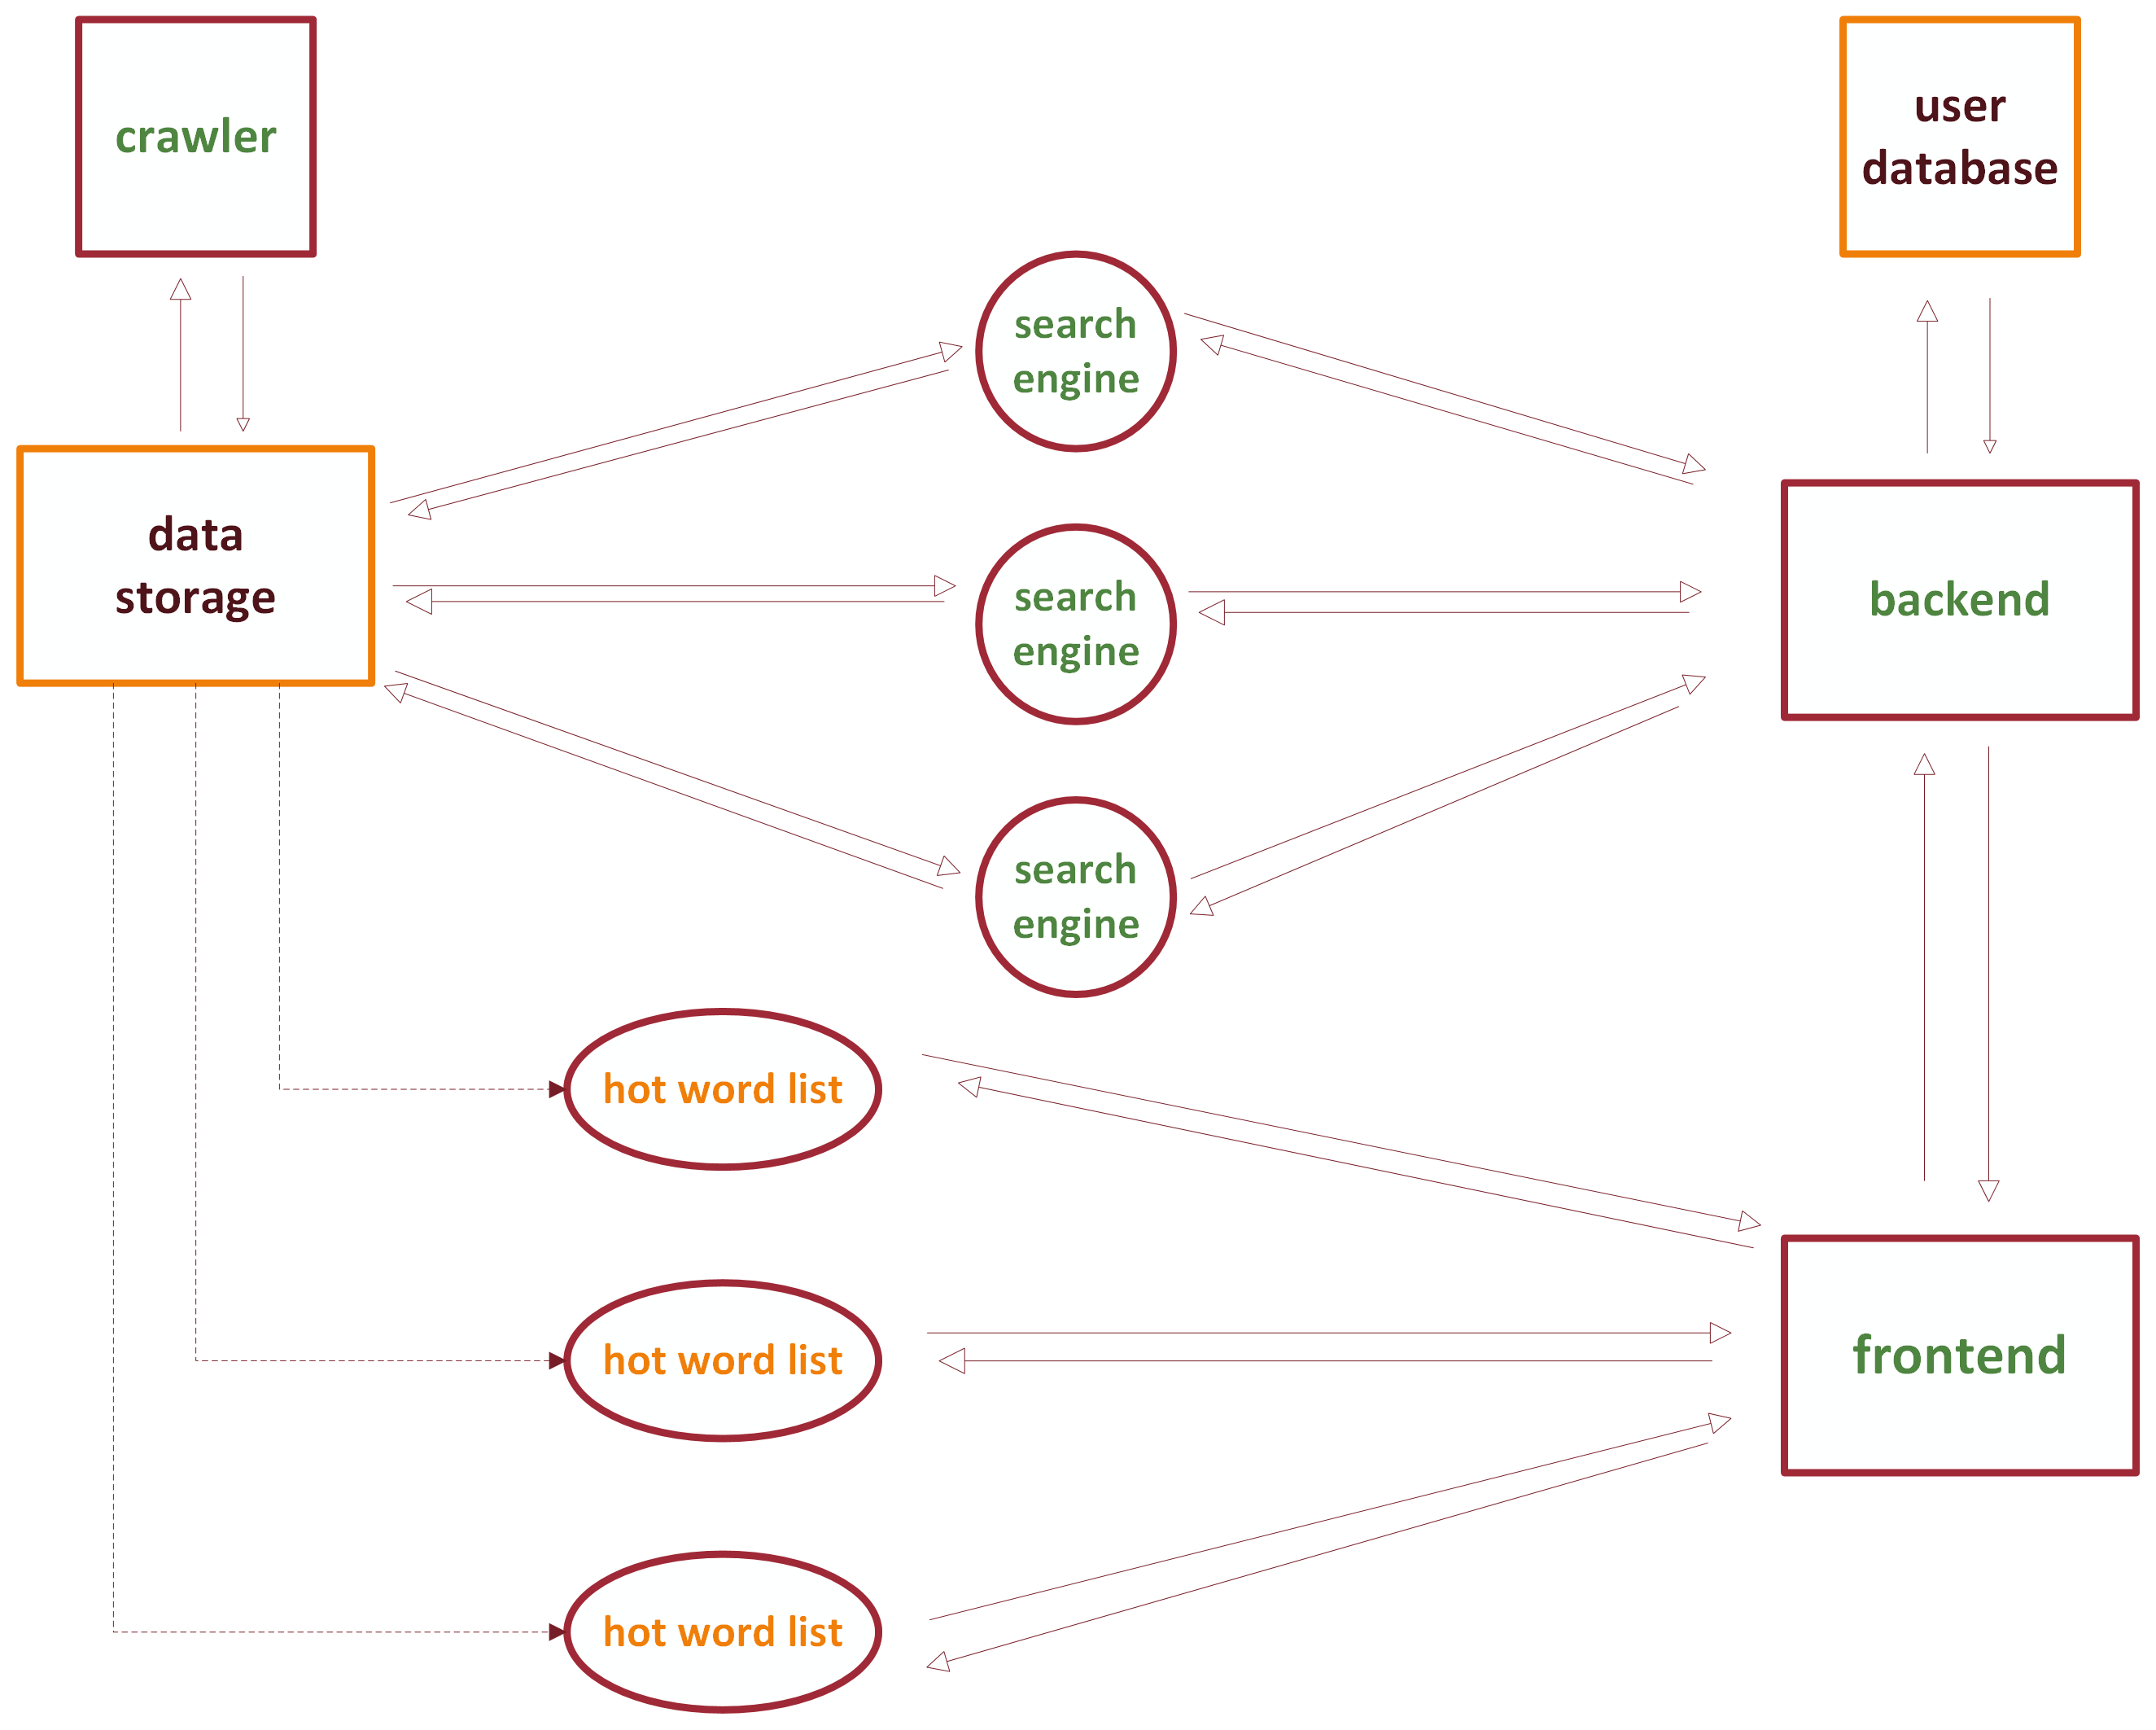 crawler
user
database
search
engine
data
storage
search
engine
backend
search
engine
hot word list
hot word list
frontend
hot word list